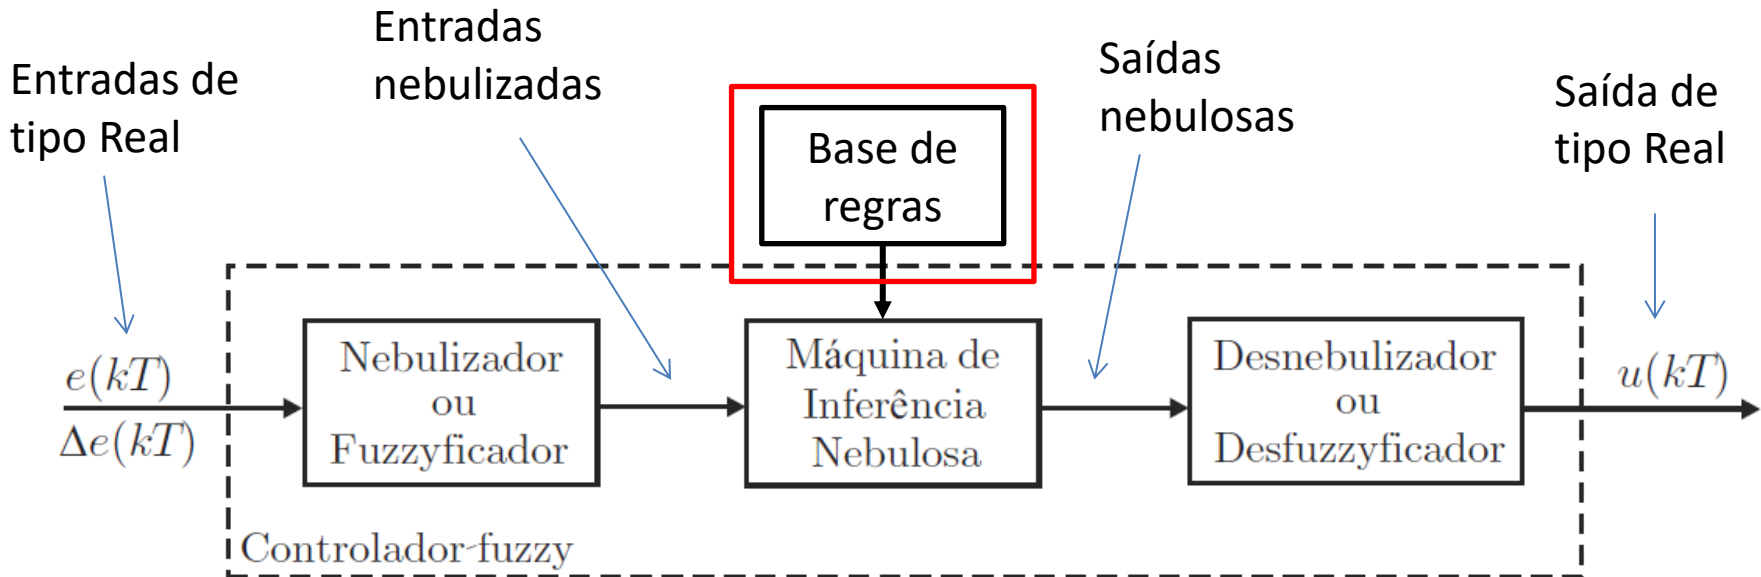 Entradas de
tipo Real
Entradas
nebulizadas
Base de
regras
Saídas
nebulosas
Saída de
tipo Real
e(kT)
Δe(kT)
Nebulizador
ou
Fuzzyficador
Máquina de
Inferência
Nebulosa
Desnebulizador
ou
Desfuzzyficador
u(kT)
Controlador-fuzzy